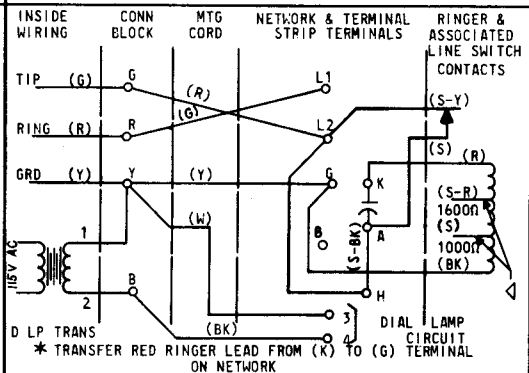 INSIDE WIRING
CONN BLOCK
MTG CORD
NETWORK & TERMINAL STRIP TERMINALS
RINGER & ASSOCIATED LINE SWITCH CONTACTS
TIP (G) G (R) L1
(S-Y)
RING (R) R (G) L2
(S)
(R)
GRD (Y) Y (Y) G K
(S-R)
1600Ω
(W)
(S)
A
1000Ω
1
B
(S-BK)
(BK)
115V AC
2 B H
3
(BK) 4
D LP TRANS
DIAL LAMP CIRCUIT
* TRANSFER RED RINGER LEAD FROM (K) TO (G) TERMINAL
ON NETWORK